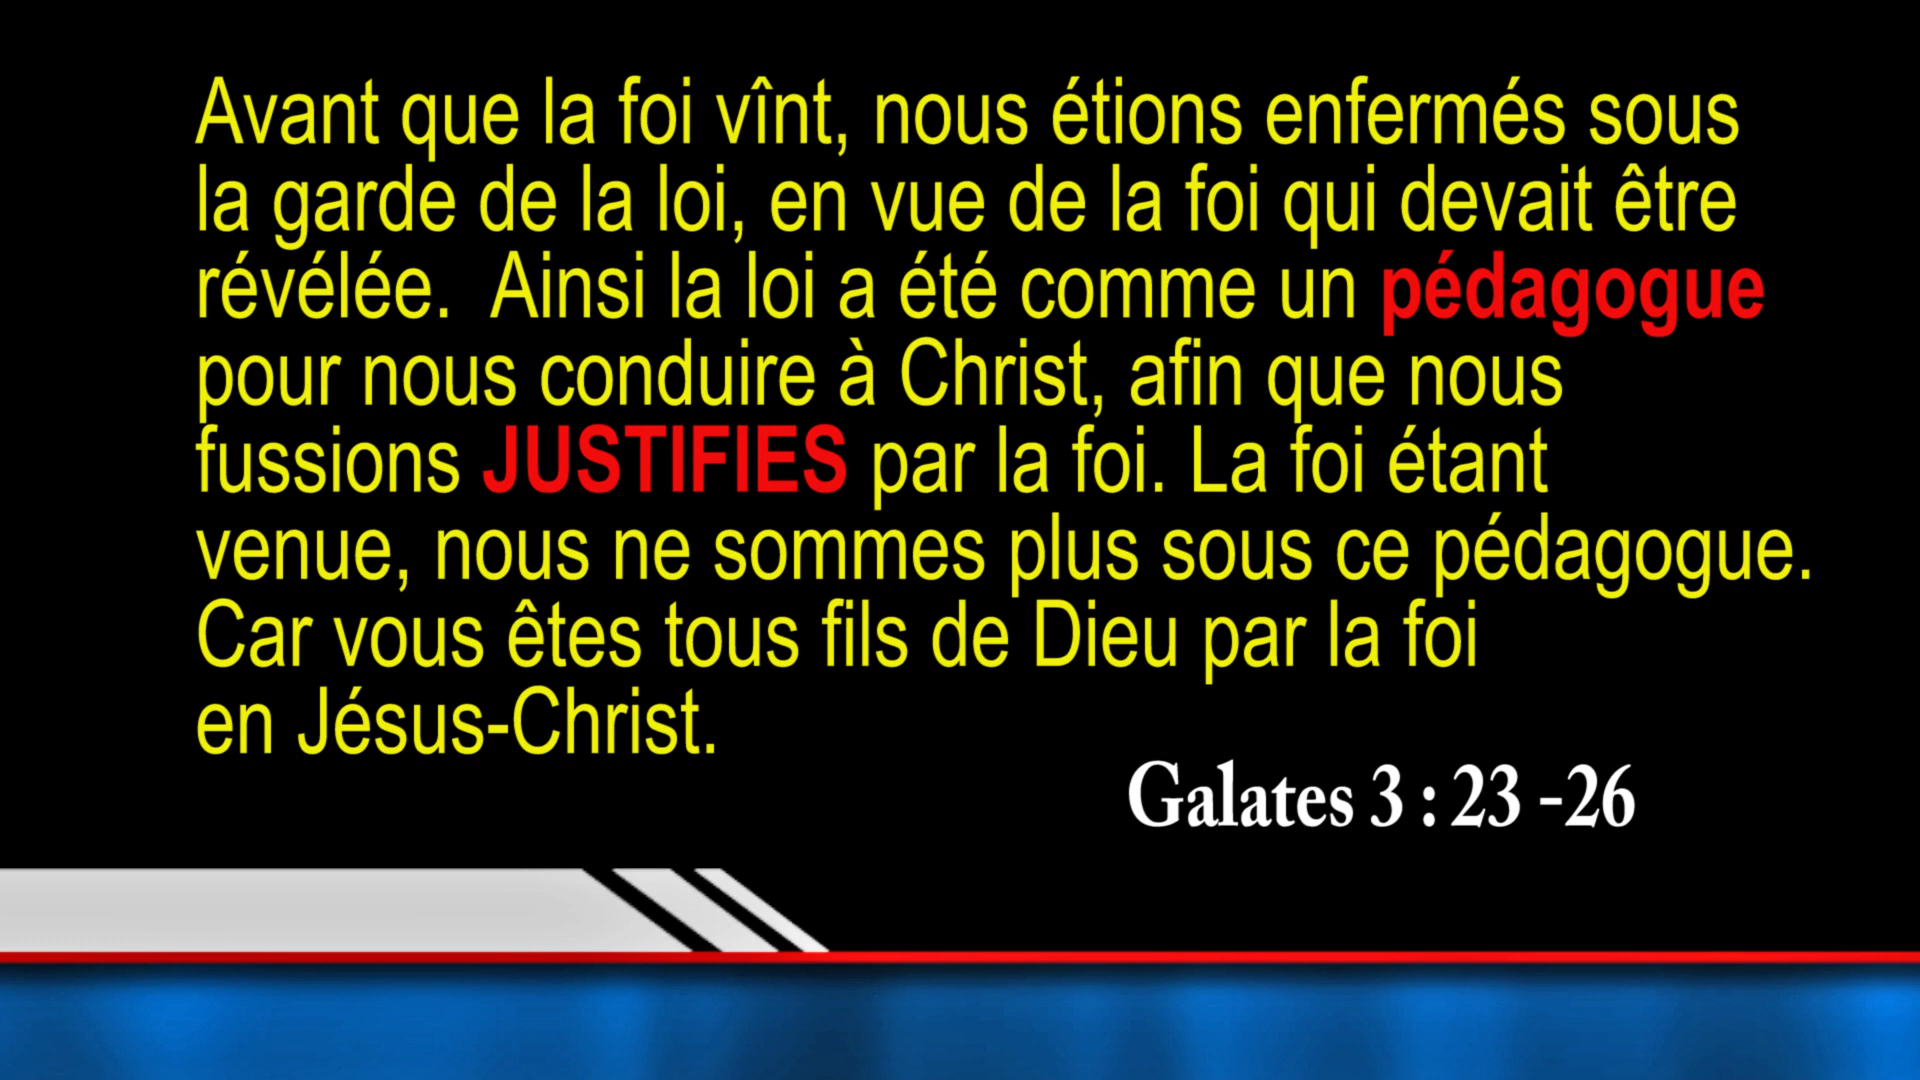 Avant que la foi vînt, nous étions enfermés sous
la garde de la loi, en vue de la foi qui devait être
révélée.  Ainsi la loi a été comme un pédagogue
pour nous conduire à Christ, afin que nous
fussions JUSTIFIES par la foi. La foi étant
venue, nous ne sommes plus sous ce pédagogue.
Car vous êtes tous fils de Dieu par la foi
en Jésus-Christ.
Galates 3 : 23 -26